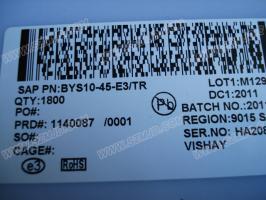 SAP PN:BYS10-45-E3/TR
LOT1:M129
QTY:1800
DC1:2011
PO#:
Pb
BATCH NO.:201
PRD#: 1140087 /0001
REGION:9015 S
SO#:
SER.NO: HA208
CAGE#:
VISHAY
e3
RoHS